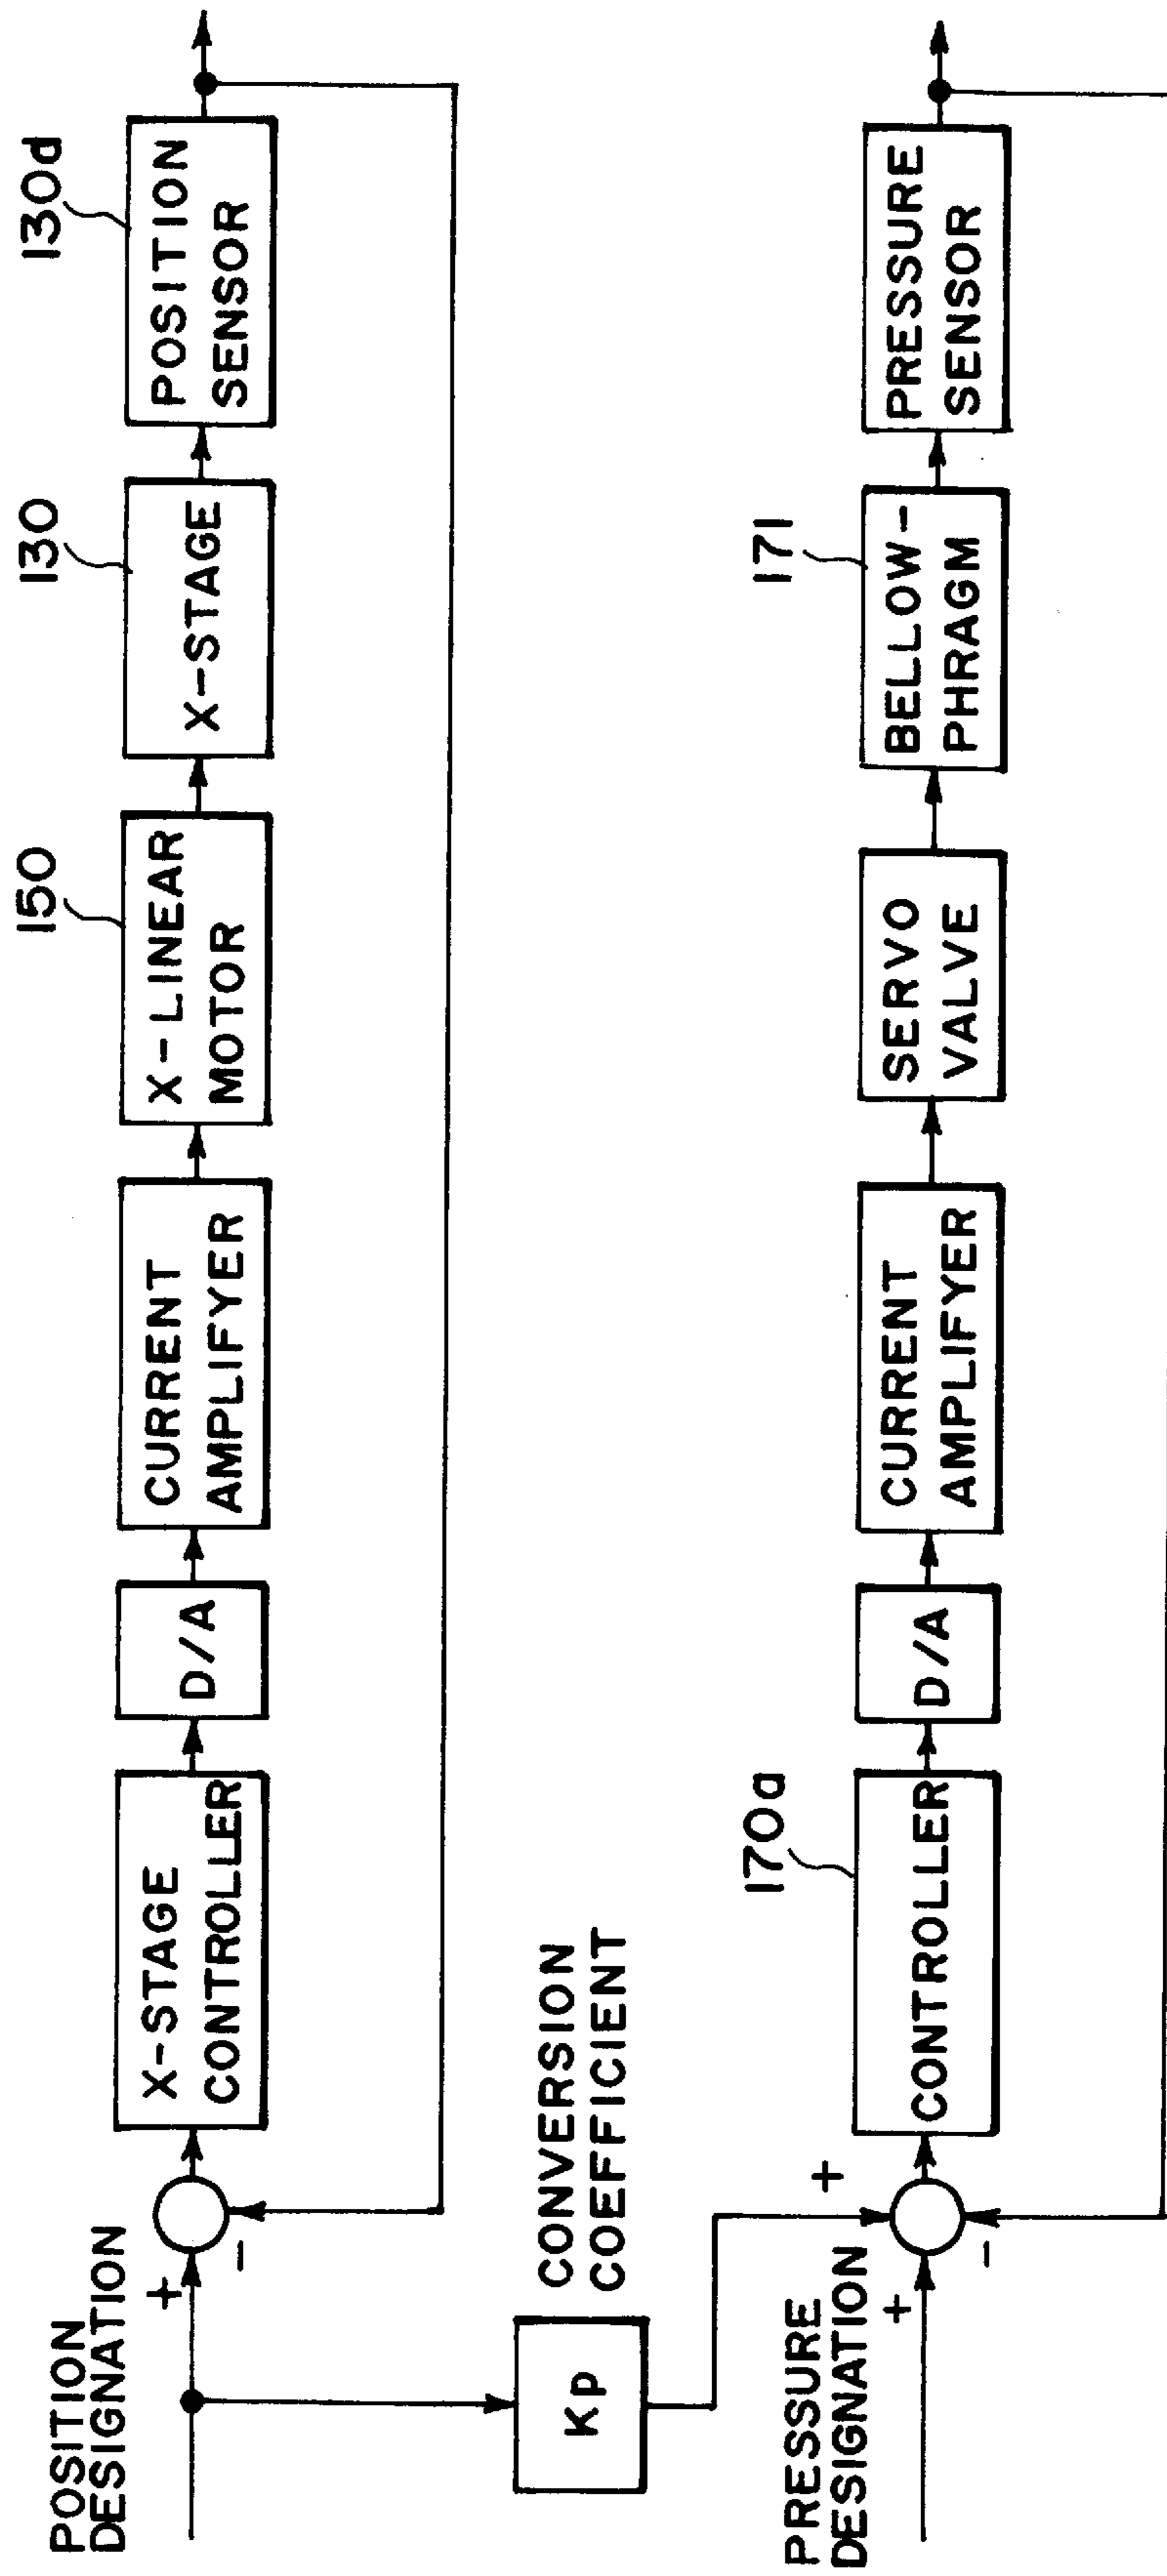 POSITION
DESIGNATION
+
-
X-STAGE
CONTROLLER
D/A
CURRENT
AMPLIFYER
150
X-LINEAR
MOTOR
130
X-STAGE
130d
POSITION
SENSOR
Kp
CONVERSION
COEFFICIENT
PRESSURE
DESIGNATION
+
+
-
170a
CONTROLLER
D/A
CURRENT
AMPLIFYER
SERVO
VALVE
171
BELLOW-
PHRAGM
PRESSURE
SENSOR